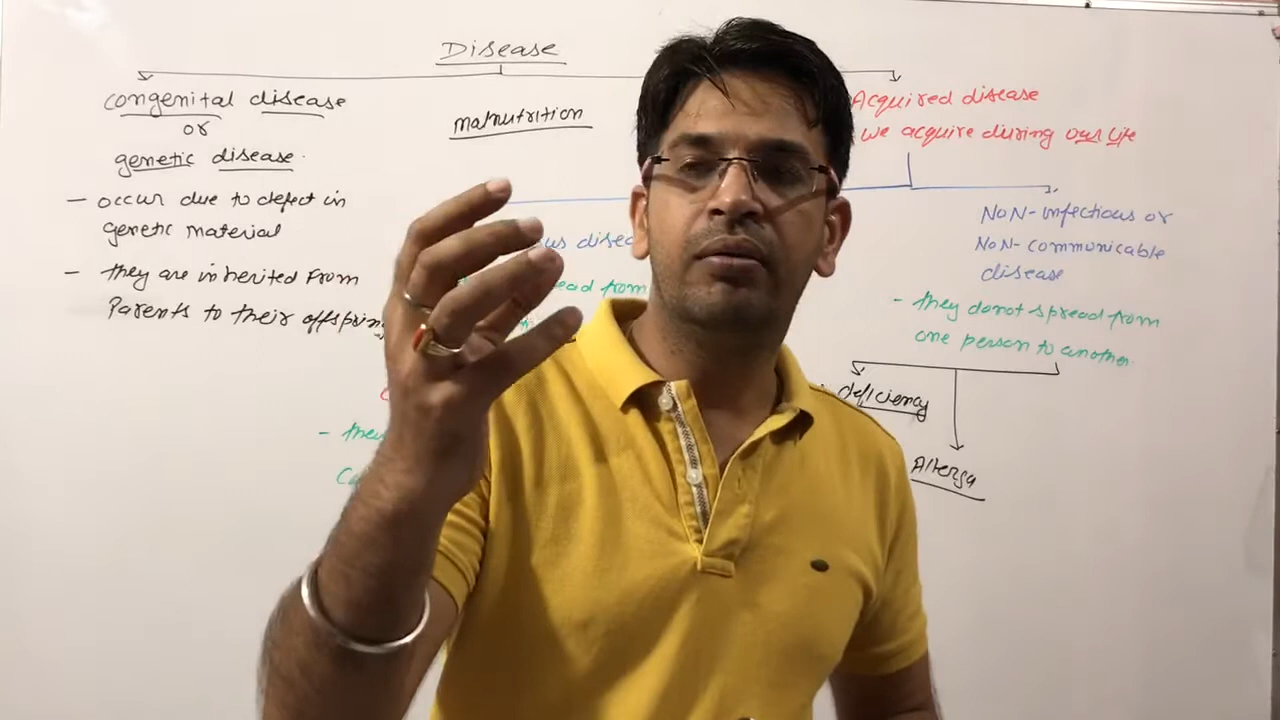 Disease
congenital disease
or
genetic disease.
- occur due to defect in
genetic material
- they are inherited from
Parents to their offspring
malnutrition
Acquired disease
we acquire during our life
from
NoN-infectious or
NoN-communicable
disease
- they donot spread from
one person to another.
deficiency